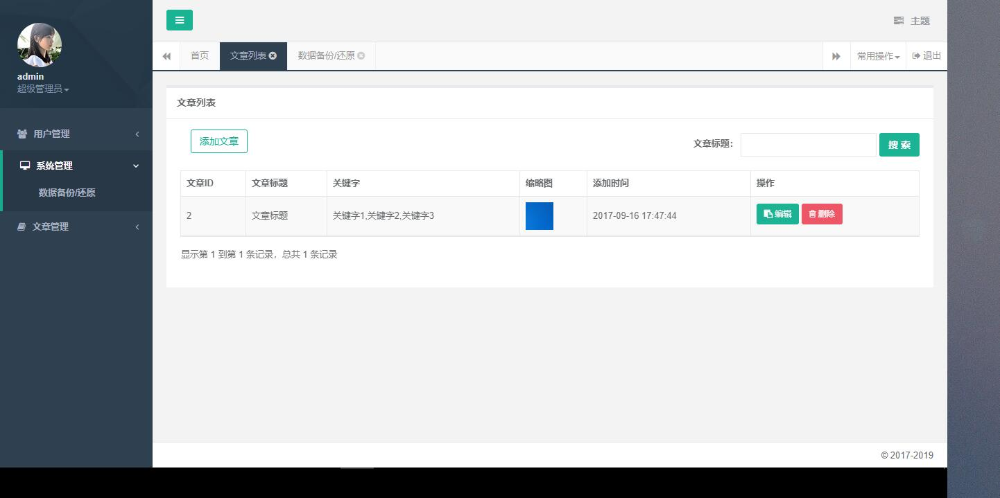 admin
超级管理员
用户管理
系统管理
数据备份/还原
文章管理
主题
首页 文章列表 数据备份/还原 常用操作 退出
文章列表
添加文章 文章标题： 搜 索
文章ID 文章标题 关键字 缩略图 添加时间 操作
2 文章标题 关键字1,关键字2,关键字3 2017-09-16 17:47:44 编辑 删除
显示第 1 到第 1 条记录，总共 1 条记录
© 2017-2019